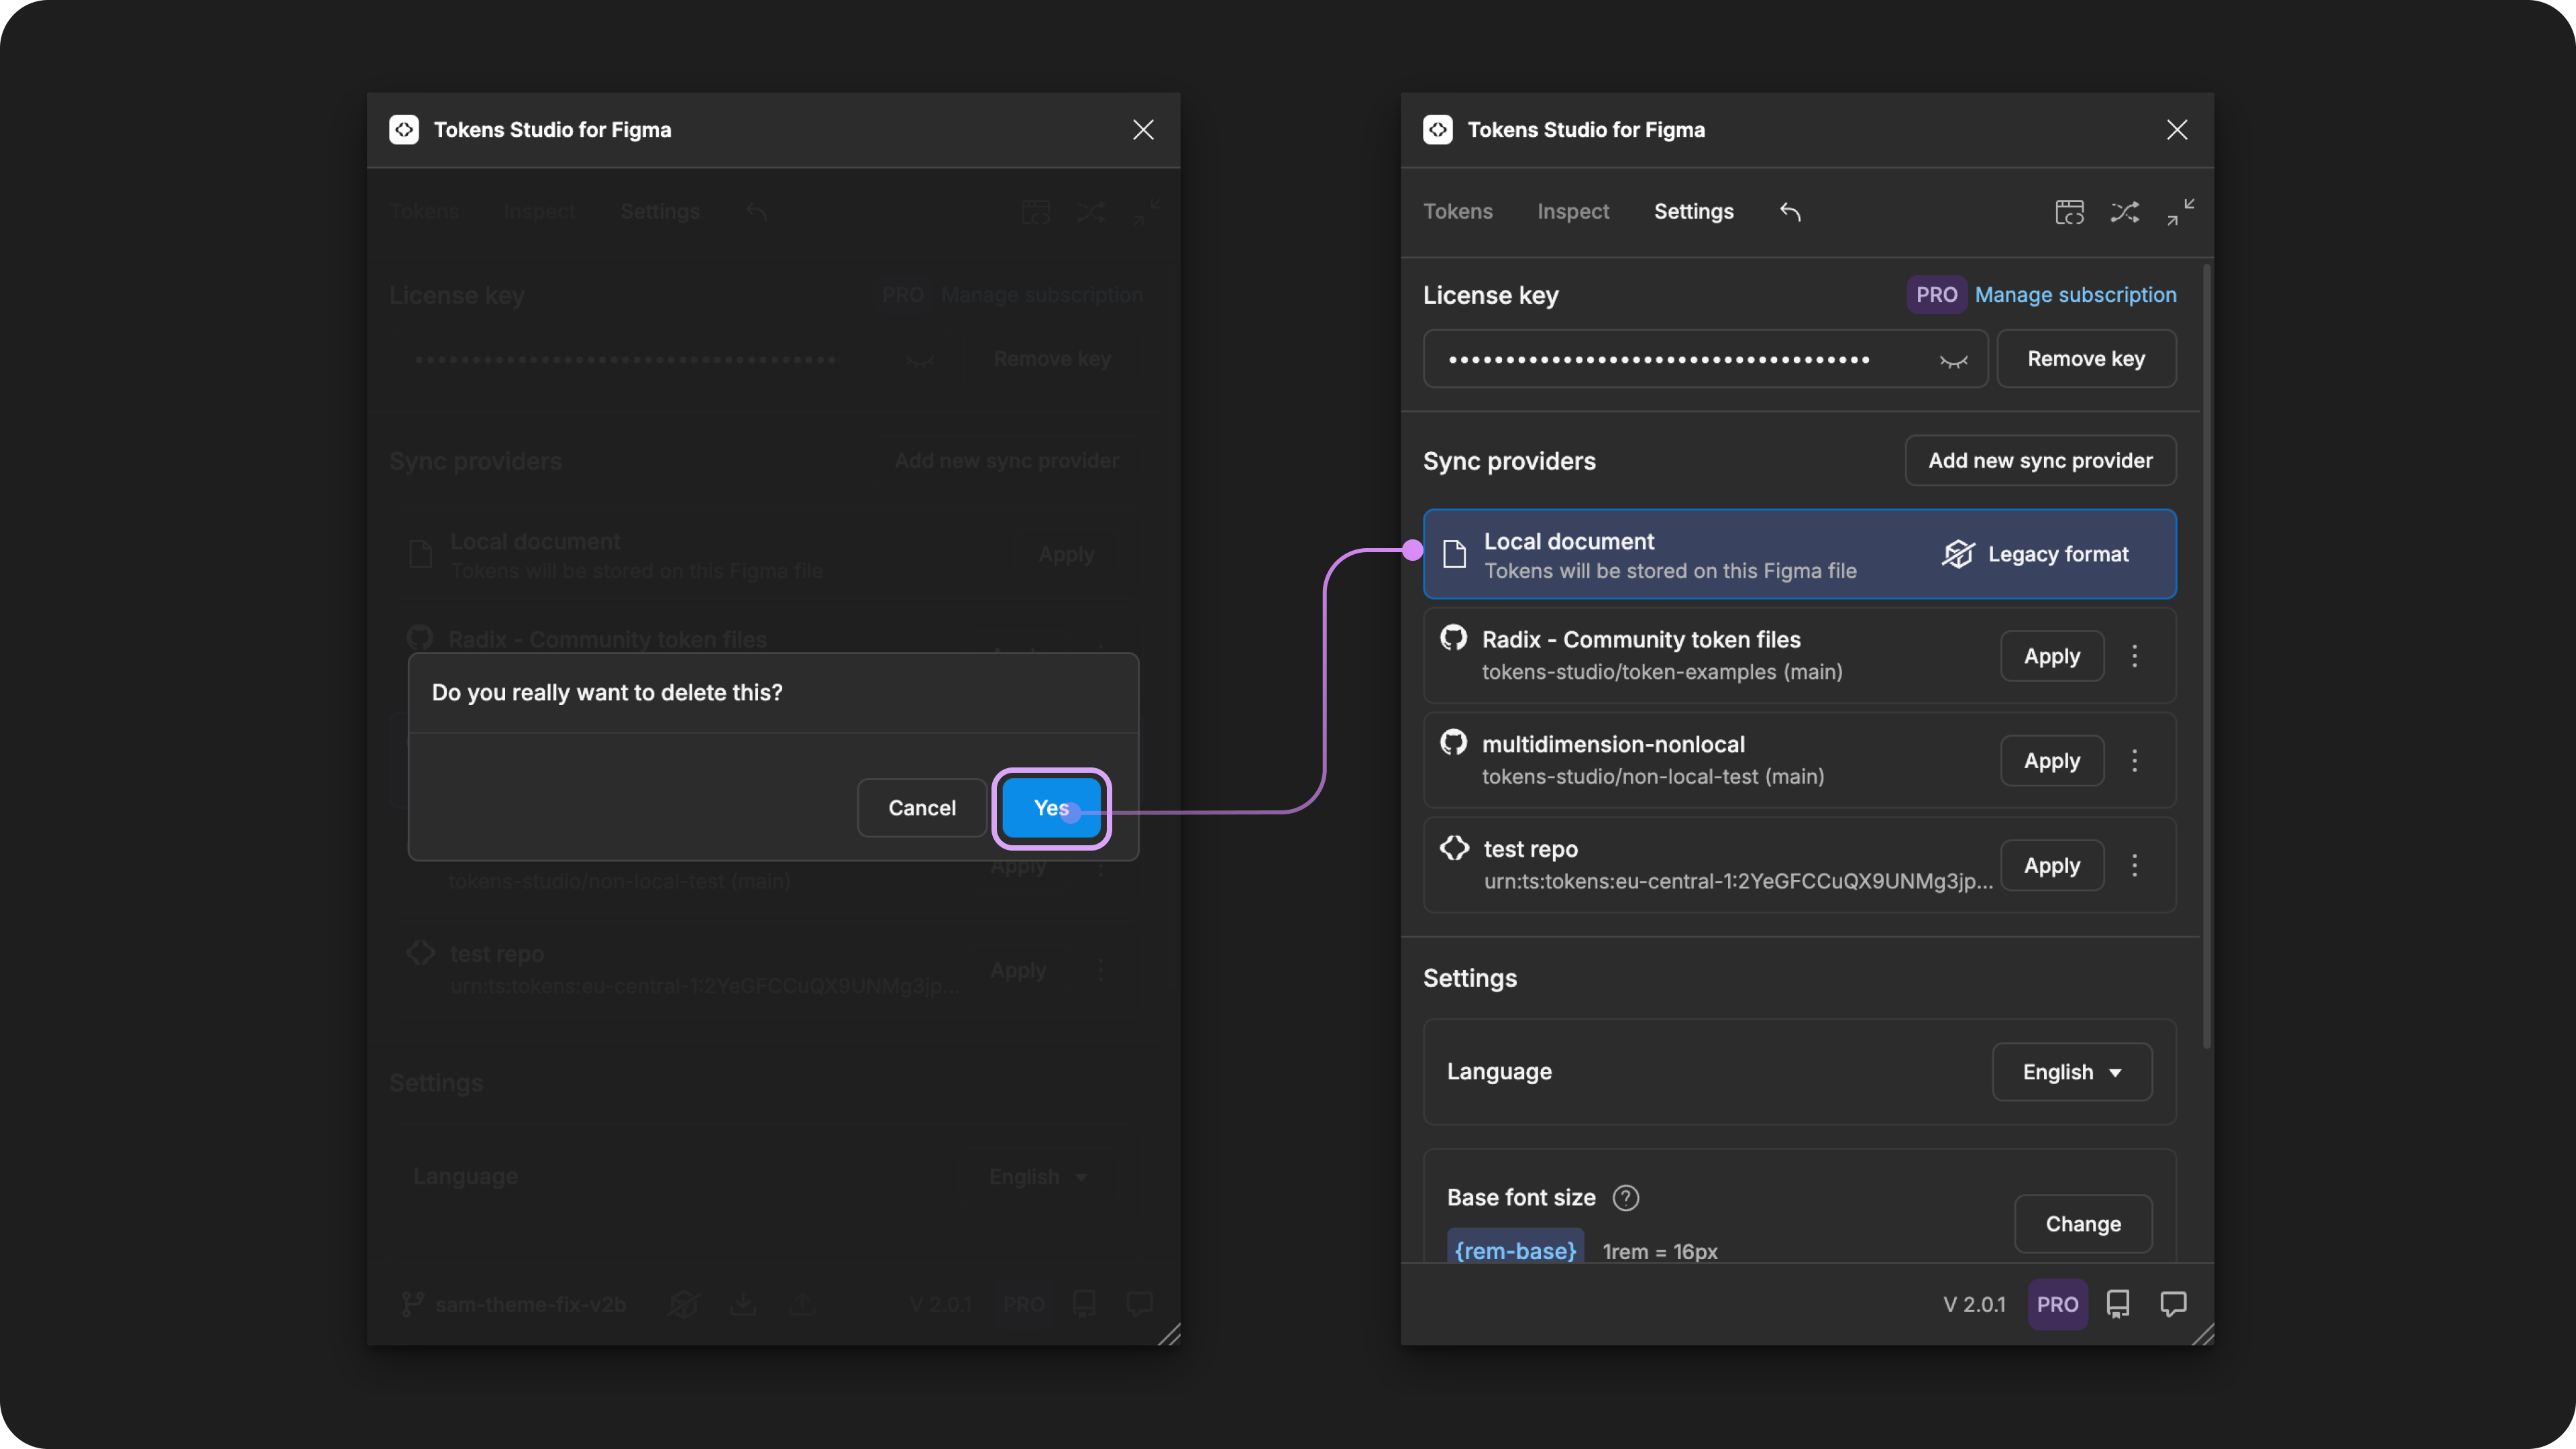 Tokens Studio for Figma
Tokens Inspect Settings
License key PRO Manage subscription
Remove key
Sync providers Add new sync provider
Local document
Tokens will be stored on this Figma file
Apply
Radix - Community token files
Do you really want to delete this?
Cancel Yes
Apply
tokens-studio/non-local-test (main)
test repo
urn:ts:tokens:eu-central-1:2YeGFCCuQX9UNMg3jp...
Apply
Settings
Language English
sam-theme-fix-v2b V 2.0.1 PRO
Tokens Studio for Figma
Tokens Inspect Settings
License key PRO Manage subscription
Remove key
Sync providers Add new sync provider
Local document
Tokens will be stored on this Figma file
Legacy format
Radix - Community token files
tokens-studio/token-examples (main)
Apply
multidimension-nonlocal
tokens-studio/non-local-test (main)
Apply
test repo
urn:ts:tokens:eu-central-1:2YeGFCCuQX9UNMg3jp...
Apply
Settings
Language English
Base font size
Change
{rem-base} 1rem = 16px
V 2.0.1 PRO